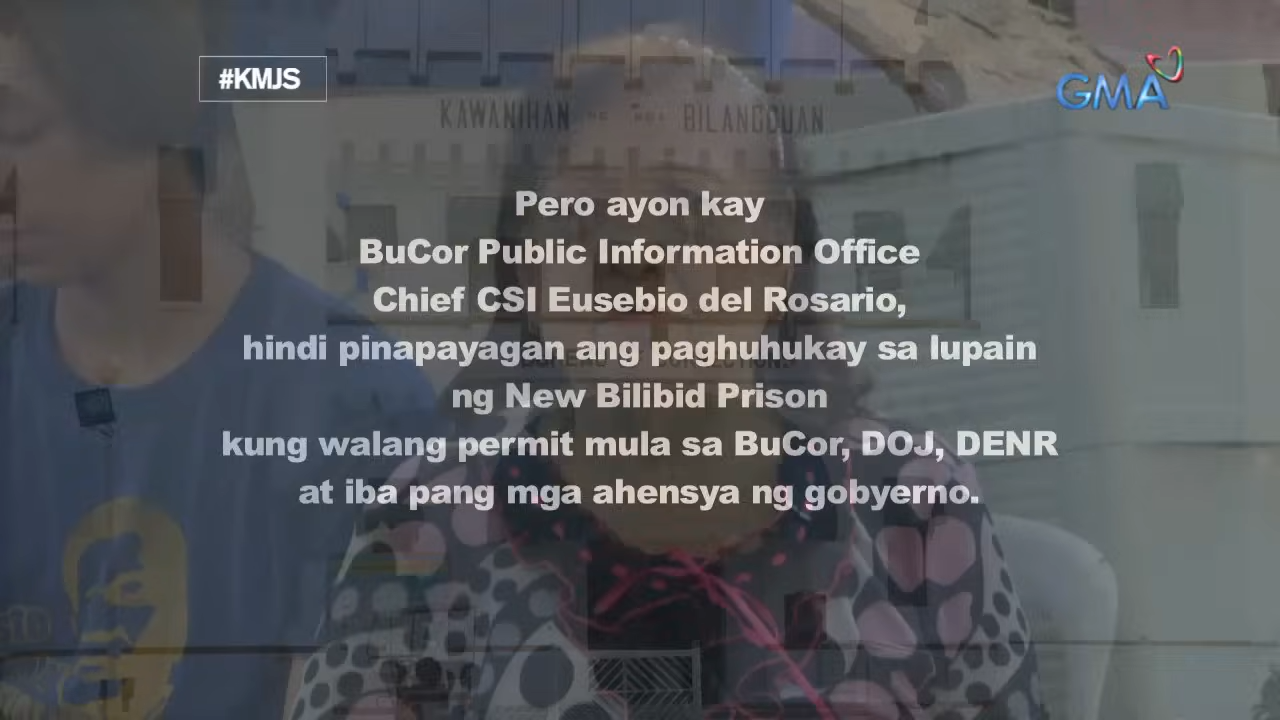 #KMJS
GMA
KAWANIHAN NG MGA BILANGGUAN
Pero ayon kay
BuCor Public Information Office
Chief CSI Eusebio del Rosario,
hindi pinapayagan ang paghuhukay sa lupain
ng New Bilibid Prison
kung walang permit mula sa BuCor, DOJ, DENR
at iba pang mga ahensya ng gobyerno.